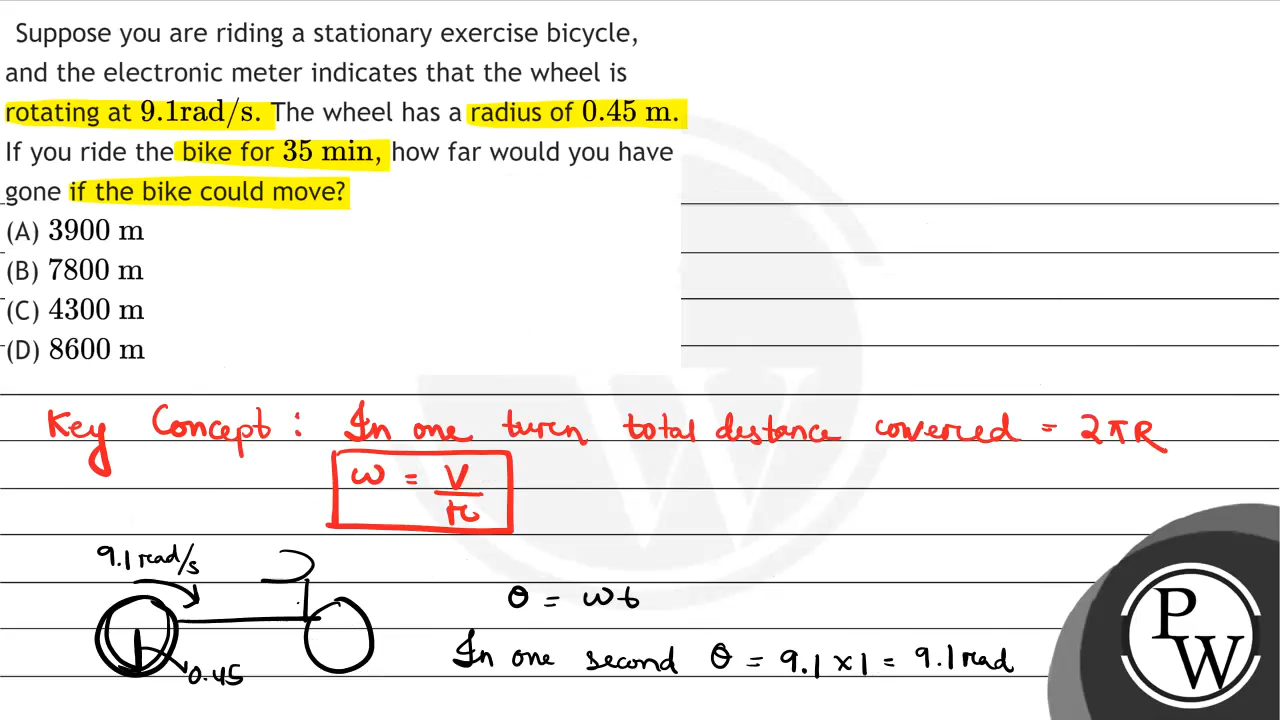 Suppose you are riding a stationary exercise bicycle,
and the electronic meter indicates that the wheel is
rotating at 9.1rad/s. The wheel has a radius of 0.45 m.
If you ride the bike for 35 min, how far would you have
gone if the bike could move?
(A) 3900 m
(B) 7800 m
(C) 4300 m
(D) 8600 m
Key Concept : In one turn total distance covered = 2πR
ω = V/r
9.1 rad/s
0.45
θ = ωt
In one second θ = 9.1 × 1 = 9.1 rad
PW